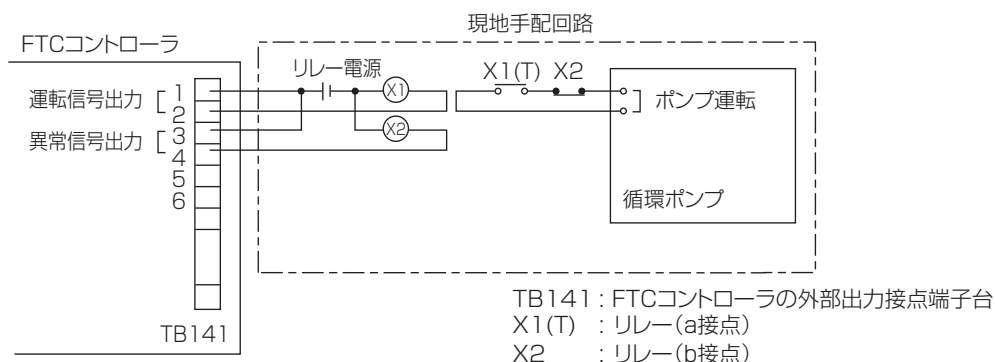 現地手配回路
FTCコントローラ
リレー電源
X1(T) X2
運転信号出力
1
2
X1
ポンプ運転
異常信号出力
3
4
X2
5
6
循環ポンプ
TB141
TB141 : FTCコントローラの外部出力接点端子台
X1(T) : リレー(a接点)
X2 : リレー(b接点)